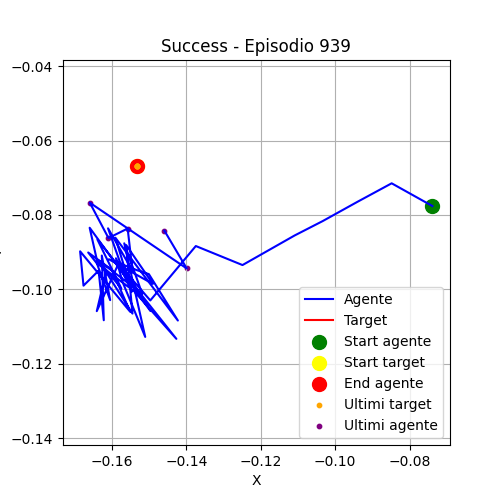 Success - Episodio 939
−0.04
−0.06
−0.08
−0.10
−0.12
−0.14
−0.16
−0.14
−0.12
−0.10
−0.08
X
Agente
Target
Start agente
Start target
End agente
Ultimi target
Ultimi agente